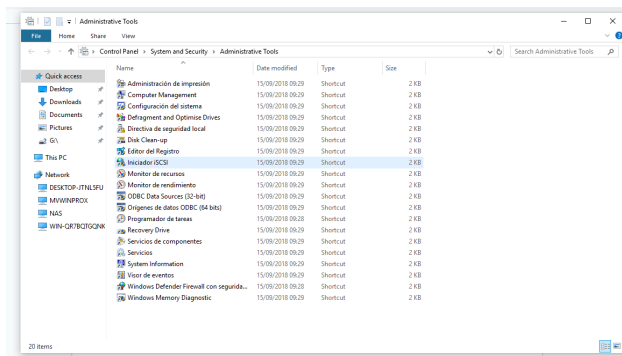 Administrative Tools
File Home Share View
Control Panel > System and Security > Administrative Tools
Search Administrative Tools
Quick access
Desktop
Downloads
Documents
Pictures
G:\
This PC
Network
DESKTOP-JTNL5FU
MVWINPROX
NAS
WIN-QR7BQTGQNK
Name Date modified Type Size
Administración de impresión 15/09/2018 09:29 Shortcut 2 KB
Computer Management 15/09/2018 09:29 Shortcut 2 KB
Configuración del sistema 15/09/2018 09:29 Shortcut 2 KB
Defragment and Optimise Drives 15/09/2018 09:29 Shortcut 2 KB
Directiva de seguridad local 15/09/2018 09:29 Shortcut 2 KB
Disk Clean-up 15/09/2018 09:29 Shortcut 2 KB
Editor del Registro 15/09/2018 09:29 Shortcut 2 KB
Iniciador iSCSI 15/09/2018 09:29 Shortcut 2 KB
Monitor de recursos 15/09/2018 09:29 Shortcut 2 KB
Monitor de rendimiento 15/09/2018 09:29 Shortcut 2 KB
ODBC Data Sources (32-bit) 15/09/2018 09:29 Shortcut 2 KB
Orígenes de datos ODBC (64 bits) 15/09/2018 09:29 Shortcut 2 KB
Programador de tareas 15/09/2018 09:28 Shortcut 2 KB
Recovery Drive 15/09/2018 09:29 Shortcut 2 KB
Servicios de componentes 15/09/2018 09:29 Shortcut 2 KB
Servicios 15/09/2018 09:29 Shortcut 2 KB
System Information 15/09/2018 09:29 Shortcut 2 KB
Visor de eventos 15/09/2018 09:29 Shortcut 2 KB
Windows Defender Firewall con segurida... 15/09/2018 09:28 Shortcut 2 KB
Windows Memory Diagnostic 15/09/2018 09:29 Shortcut 2 KB
20 items